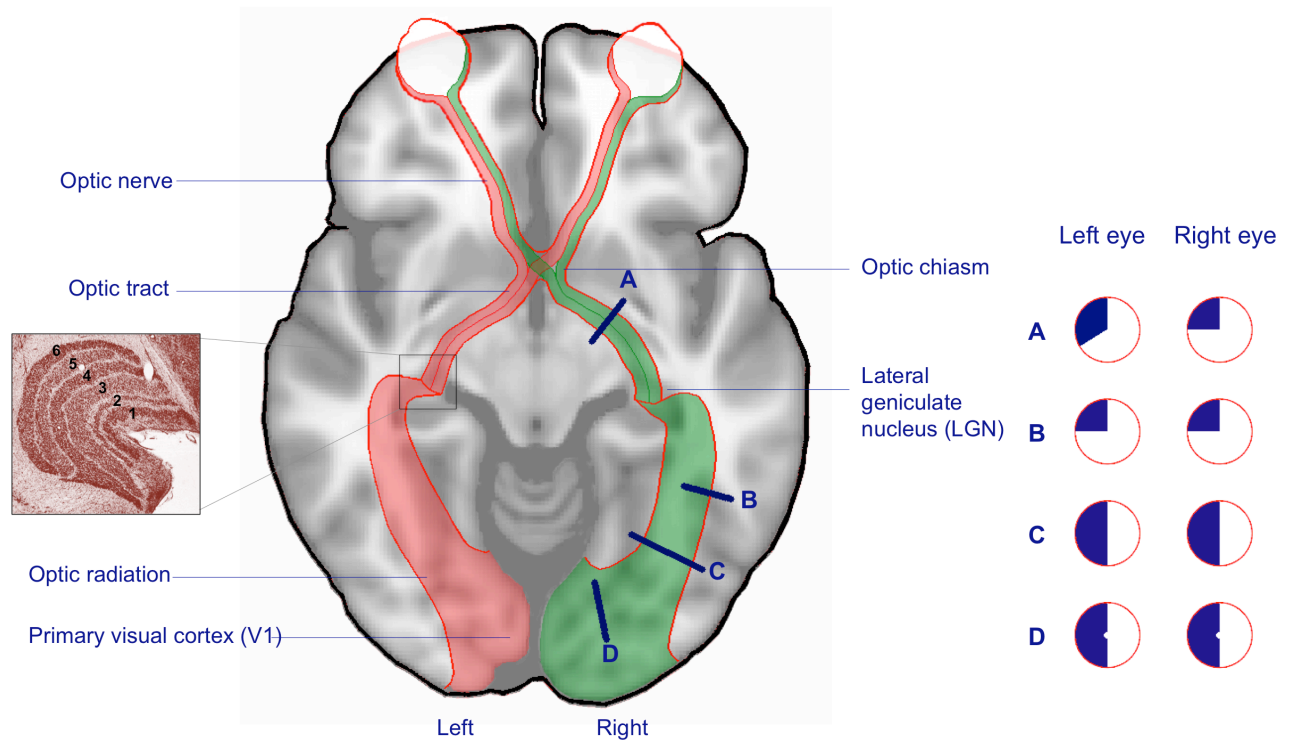 Optic nerve
Optic tract
6
5
4
3
2
1
Optic radiation
Primary visual cortex (V1)
A
B
C
D
Left
Right
Optic chiasm
Lateral
geniculate
nucleus (LGN)
Left eye
Right eye
A
B
C
D